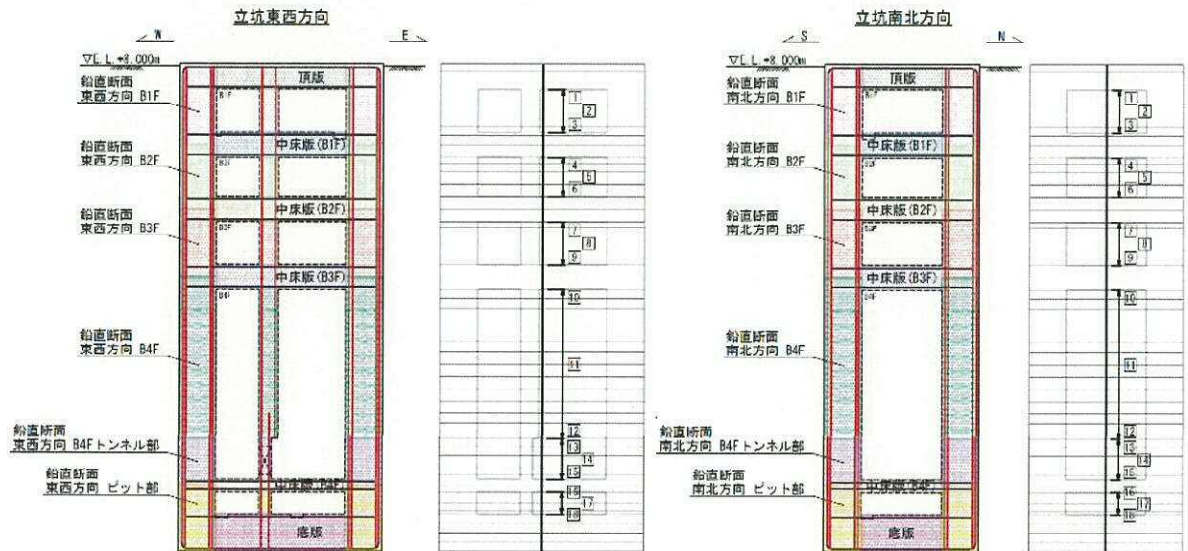 立坑東西方向
W
E
▽E.L.+8.000m
頂版
鉛直断面
東西方向 B1F
B1F
中床版(B1F)
鉛直断面
東西方向 B2F
B2F
中床版(B2F)
鉛直断面
東西方向 B3F
B3F
中床版(B3F)
B4F
鉛直断面
東西方向 B4F
鉛直断面
東西方向 B4Fトンネル部
鉛直断面
東西方向 ピット部
中床版(B4F)
底版
1
2
3
4
5
6
7
8
9
10
11
12
13
14
15
16
17
18
立坑南北方向
S
N
▽E.L.+8.000m
頂版
鉛直断面
南北方向 B1F
B1F
中床版(B1F)
鉛直断面
南北方向 B2F
B2F
中床版(B2F)
鉛直断面
南北方向 B3F
B3F
中床版(B3F)
B4F
鉛直断面
南北方向 B4F
鉛直断面
南北方向 B4Fトンネル部
鉛直断面
南北方向 ピット部
中床版(B4F)
底版
1
2
3
4
5
6
7
8
9
10
11
12
13
14
15
16
17
18